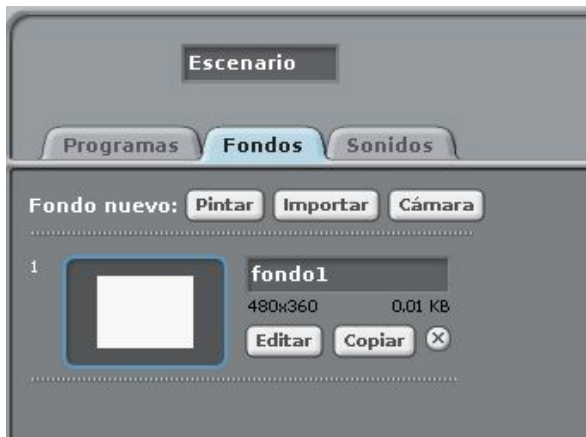 Escenario
Programas Fondos Sonidos
Fondo nuevo: Pintar Importar Cámara
1
fondo1
480x360 0.01 KB
Editar Copiar